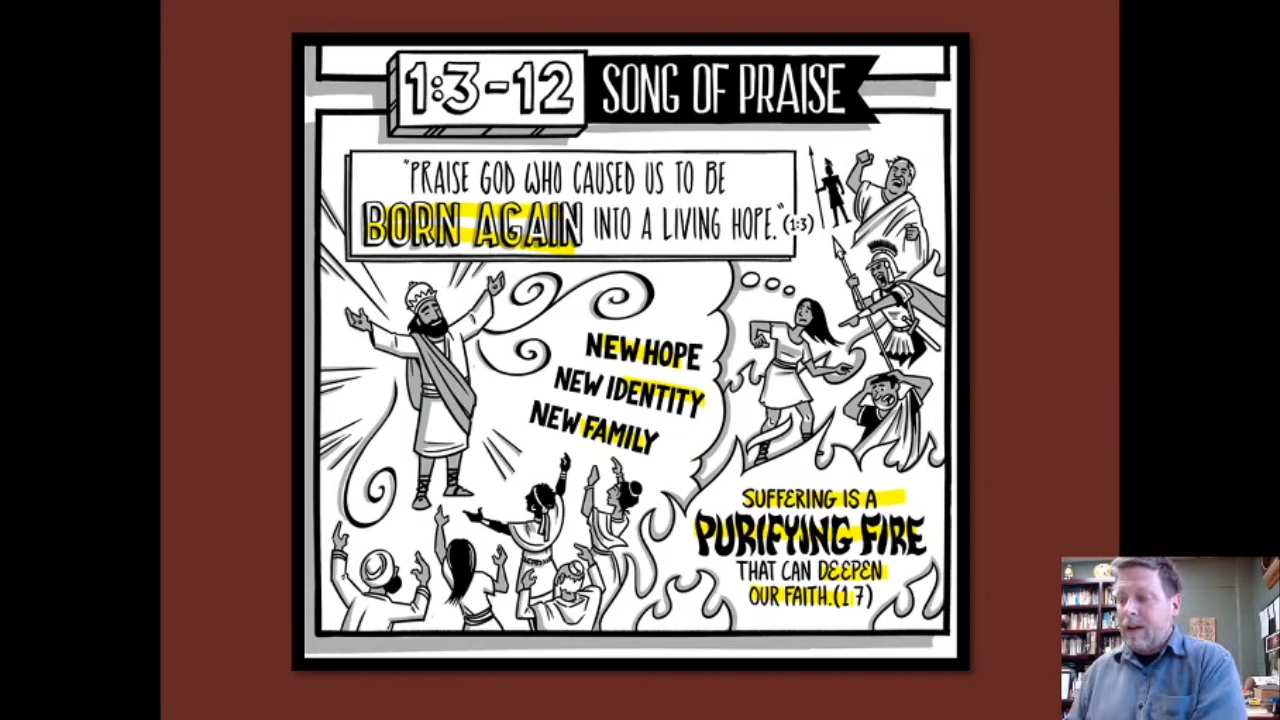 1:3-12 SONG OF PRAISE
"PRAISE GOD WHO CAUSED US TO BE
BORN AGAIN INTO A LIVING HOPE." (1:3)
NEW HOPE
NEW IDENTITY
NEW FAMILY
SUFFERING IS A
PURIFYING FIRE
THAT CAN DEEPEN
OUR FAITH. (1 7)